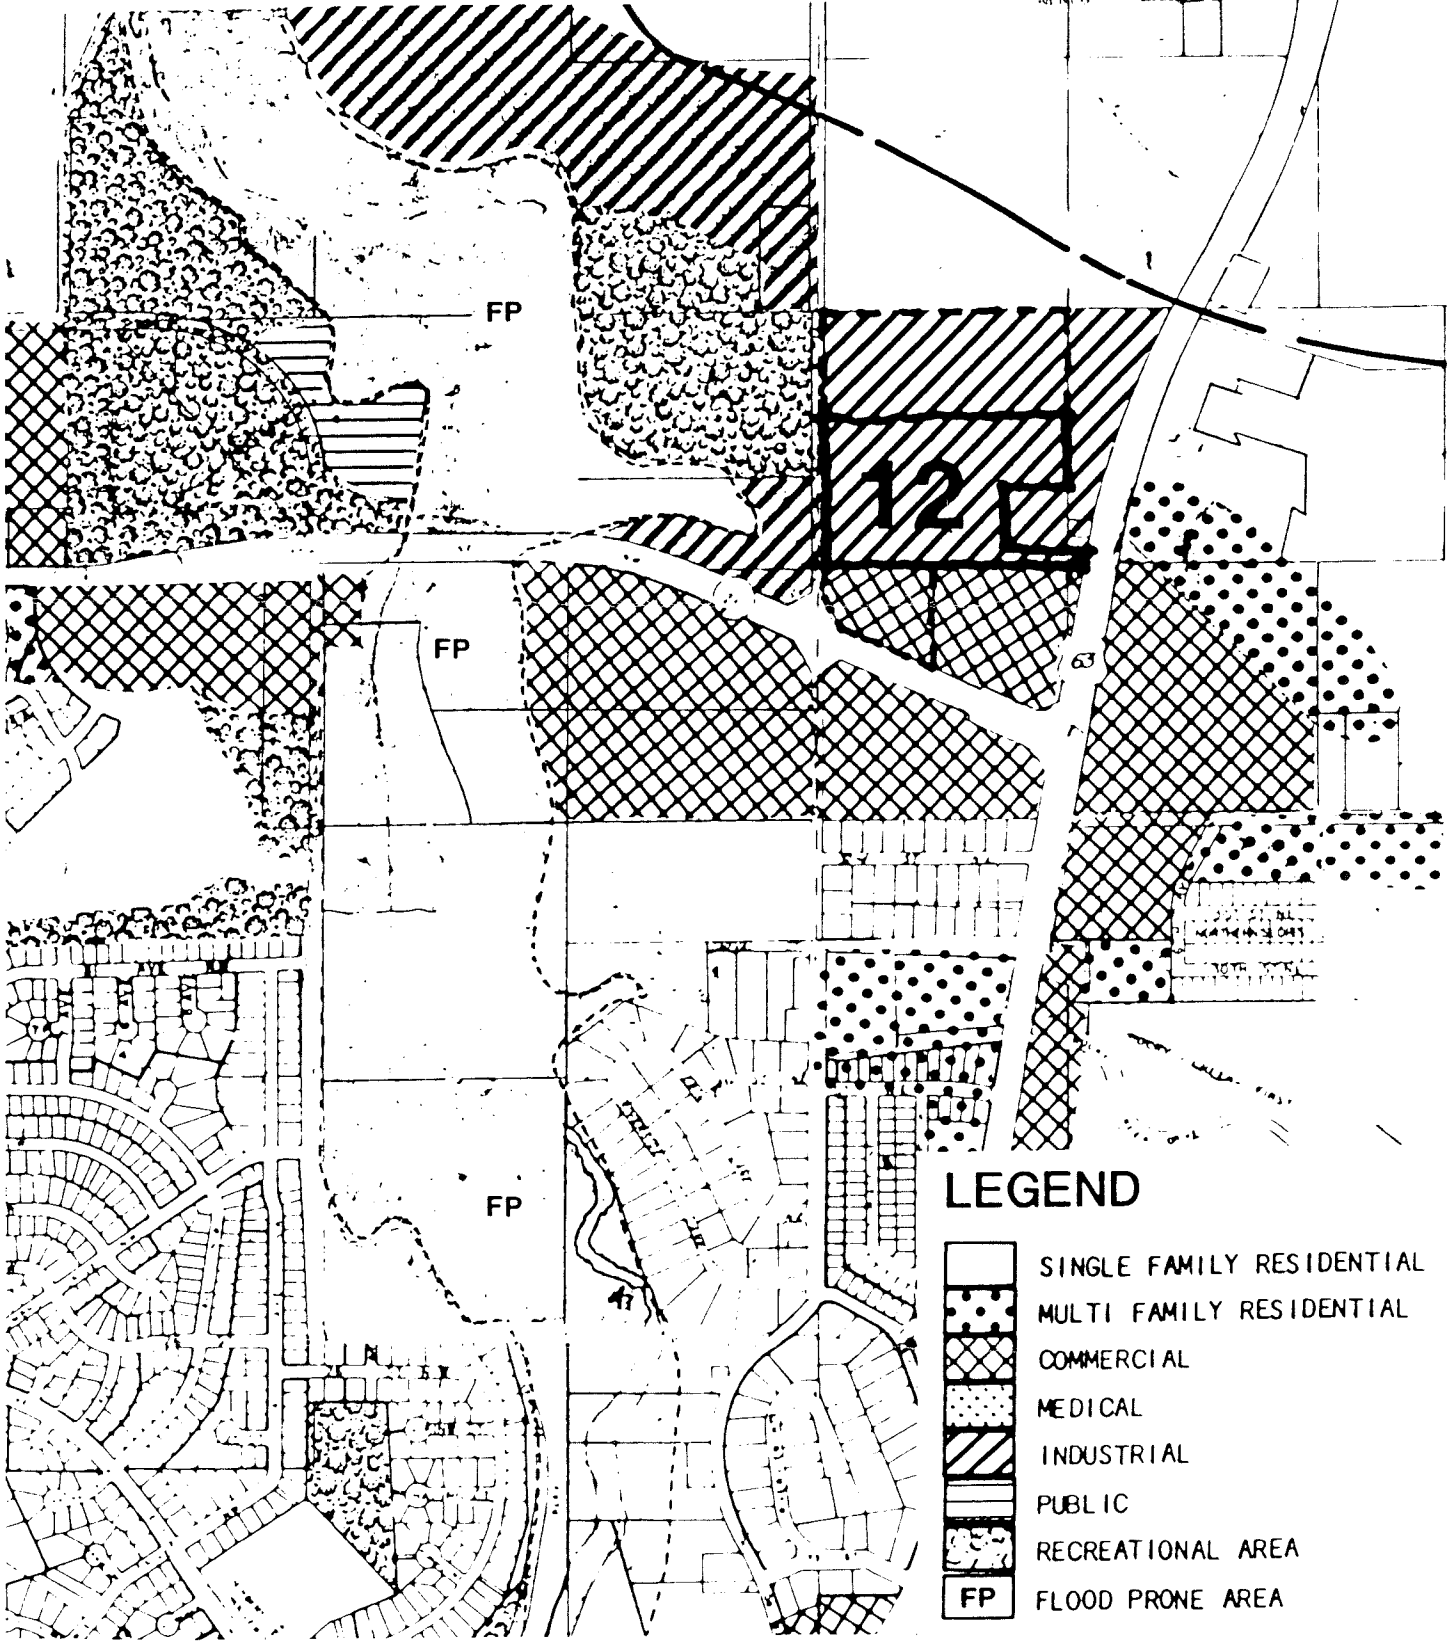 FP
12
FP
63
FP
LEGEND
SINGLE FAMILY RESIDENTIAL
MULTI FAMILY RESIDENTIAL
COMMERCIAL
MEDICAL
INDUSTRIAL
PUBLIC
RECREATIONAL AREA
FP FLOOD PRONE AREA